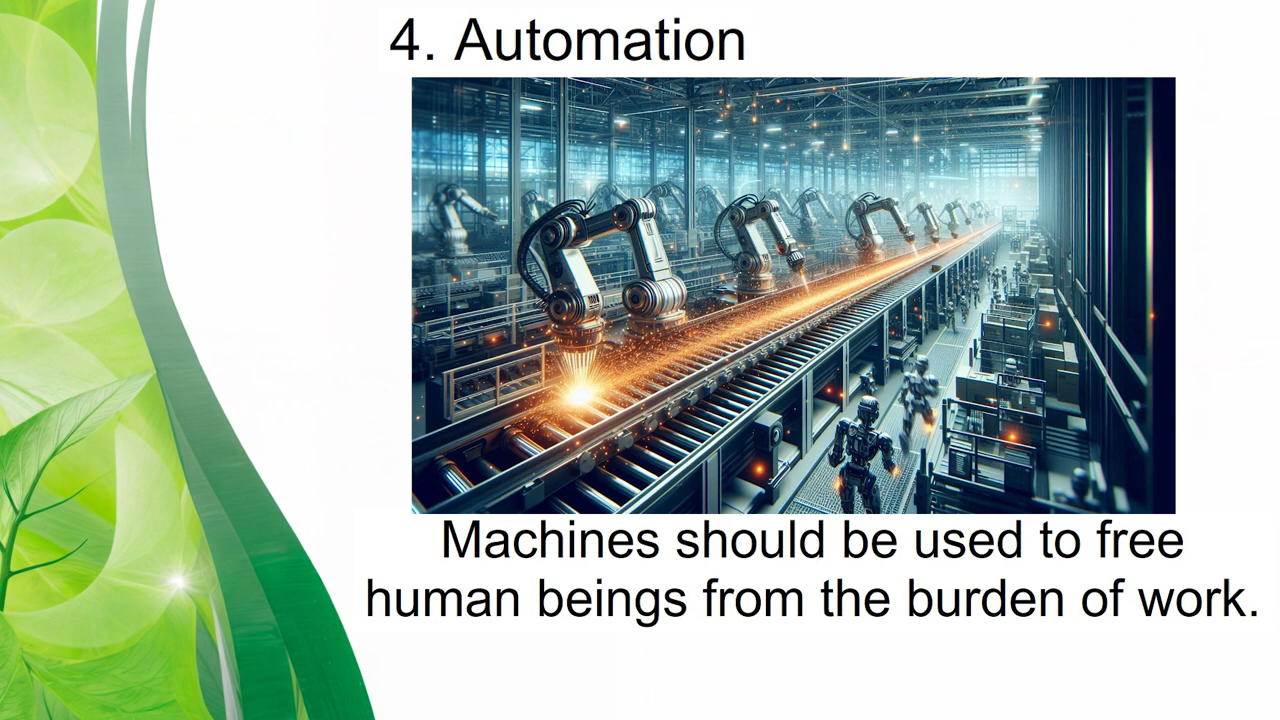 4. Automation
Machines should be used to free
human beings from the burden of work.